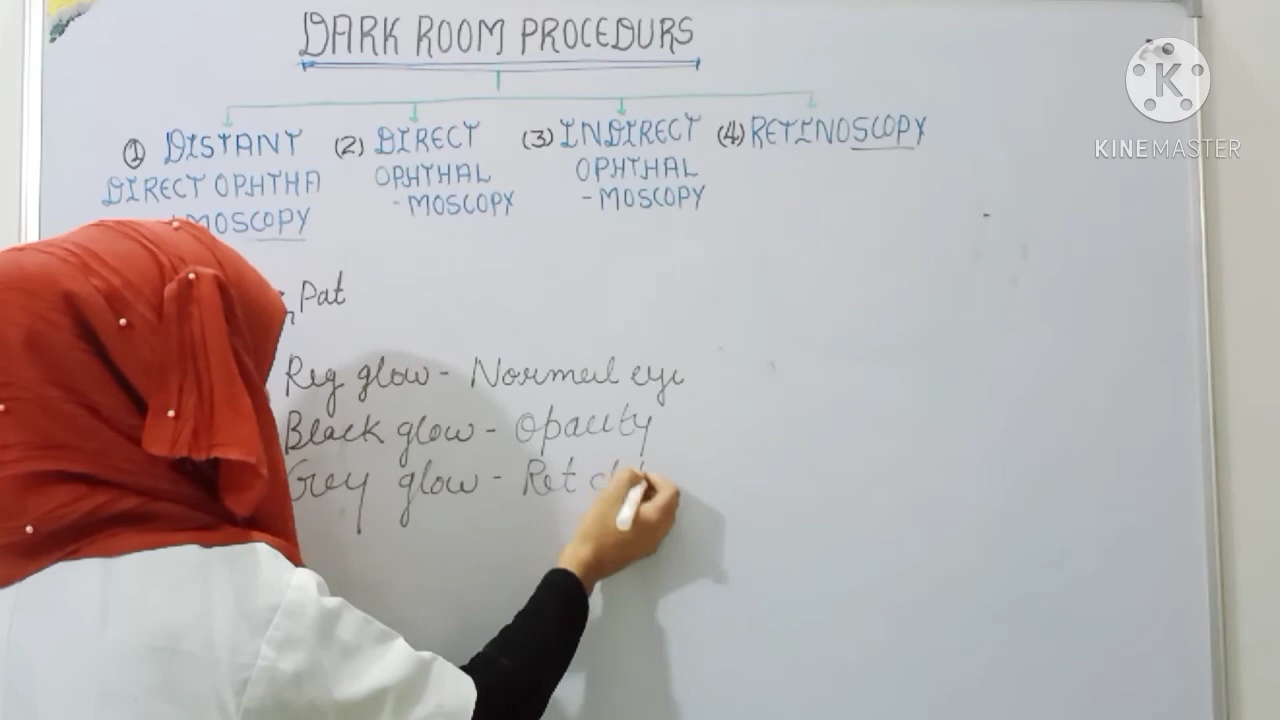 DARK ROOM PROCEDURS
① DISTANT DIRECT OPHTHA MOSCOPY
(2) DIRECT OPHTHAL -MOSCOPY
(3) INDIRECT OPHTHAL -MOSCOPY
(4) RETINOSCOPY
Pat
Reg glow - Normal eye
Black glow - Opacity
Grey glow - Ret
KINEMASTER